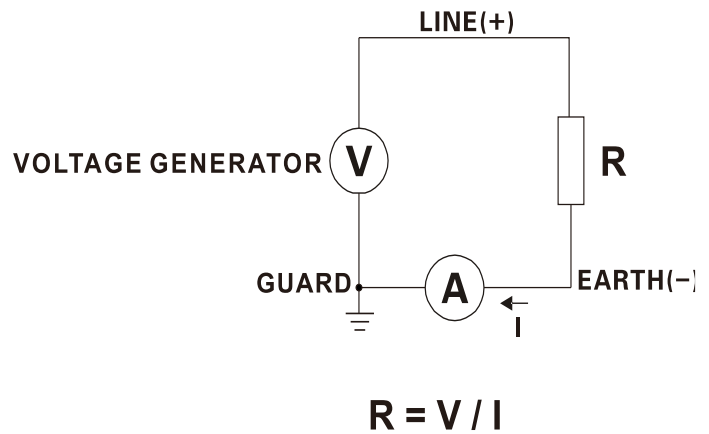 LINE(+)
VOLTAGE GENERATOR
V
R
GUARD
A
EARTH(−)
I
R = V / I